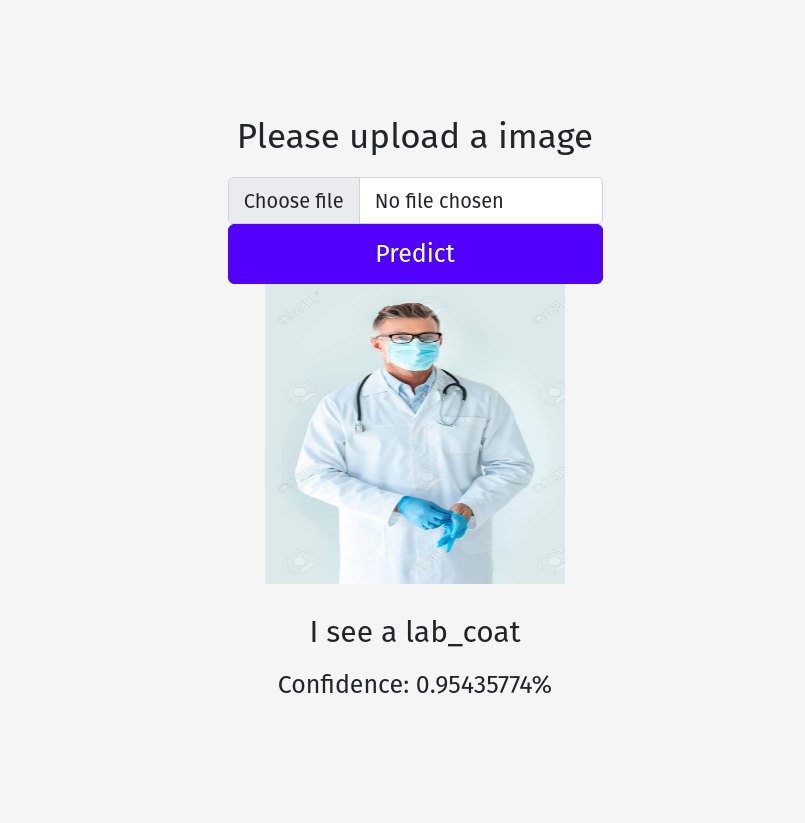 Please upload a image
Choose file No file chosen
Predict
I see a lab_coat
Confidence: 0.95435774%